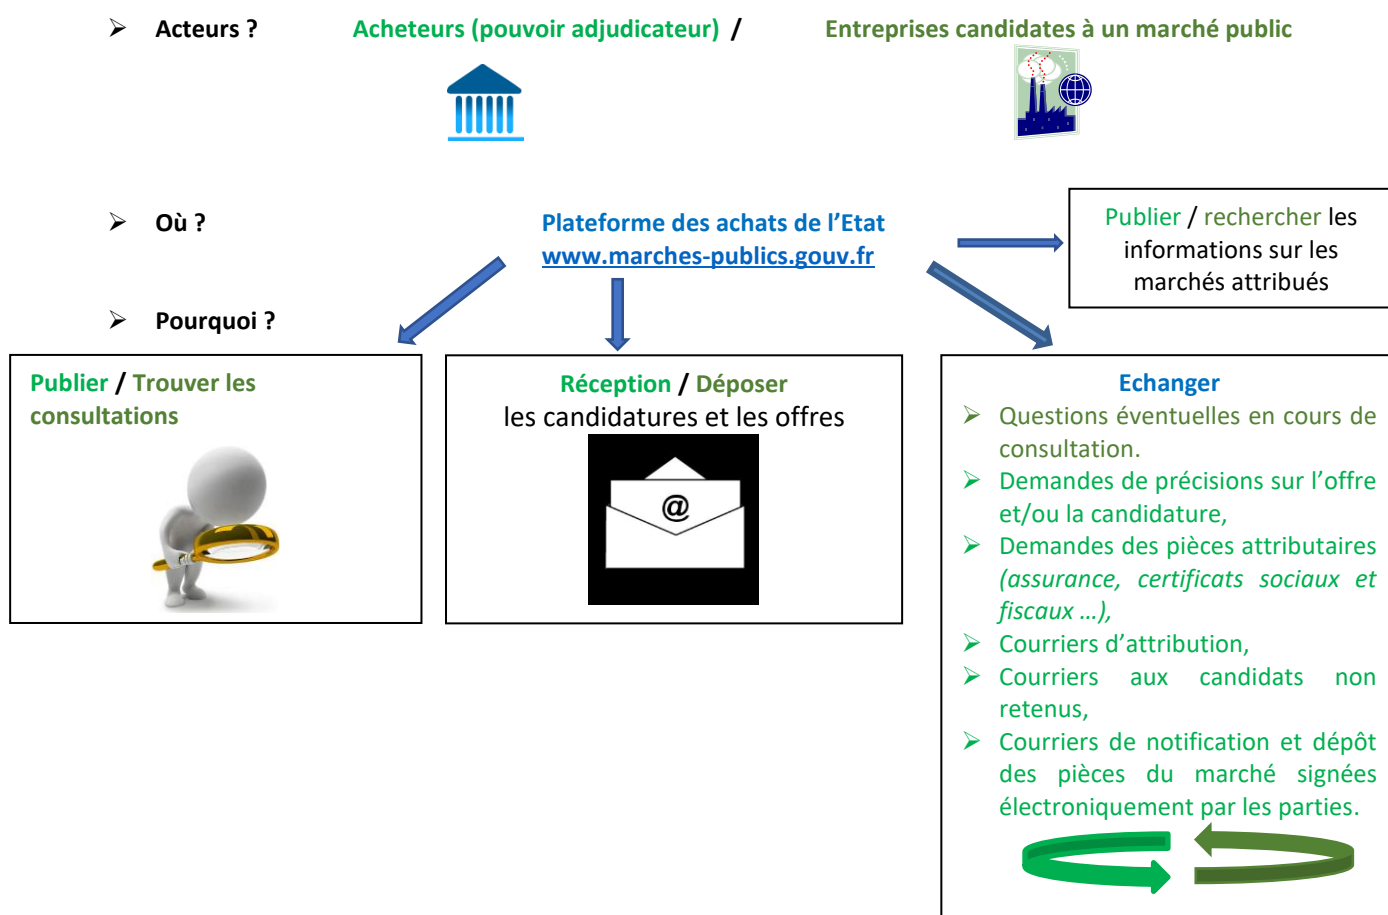 ➢ Acteurs ? Acheteurs (pouvoir adjudicateur) / Entreprises candidates à un marché public
➢ Où ? Plateforme des achats de l’Etat
www.marches-publics.gouv.fr
Publier / rechercher les
informations sur les
marchés attribués
➢ Pourquoi ?
Publier / Trouver les
consultations
Réception / Déposer
les candidatures et les offres
@
Echanger
➢ Questions éventuelles en cours de
consultation.
➢ Demandes de précisions sur l’offre
et/ou la candidature,
➢ Demandes des pièces attributaires
(assurance, certificats sociaux et
fiscaux …),
➢ Courriers d’attribution,
➢ Courriers aux candidats non
retenus,
➢ Courriers de notification et dépôt
des pièces du marché signées
électroniquement par les parties.